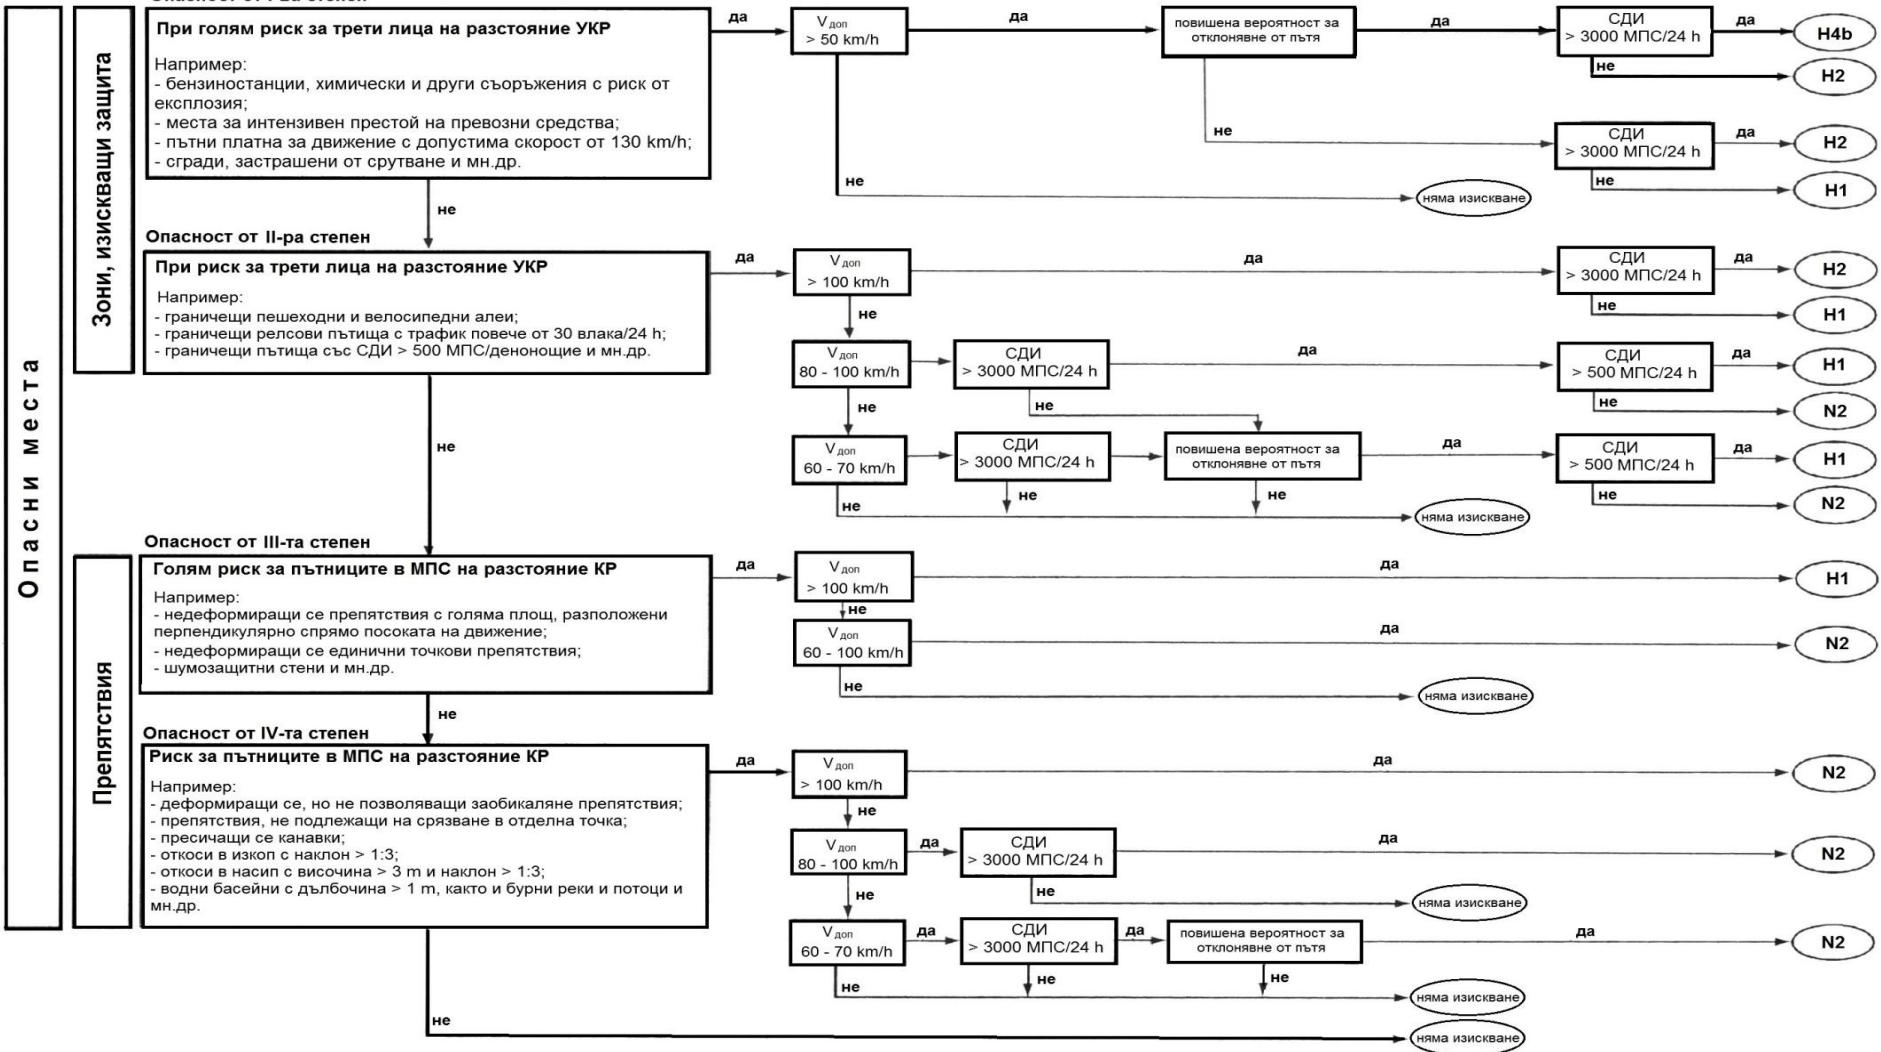 Опасни места
Зони, изискващи защита
При голям риск за трети лица на разстояние УКР
Например:
- бензиностанции, химически и други съоръжения с риск от
експлозия;
- места за интензивен престой на превозни средства;
- пътни платна за движение с допустима скорост от 130 km/h;
- сгради, застрашени от срутване и мн.др.
да
V доп
> 50 km/h
да
повишена вероятност за
отклонявне от пътя
да
СДИ
> 3000 МПС/24 h
да
H4b
не
H2
не
СДИ
> 3000 МПС/24 h
да
H2
не
H1
не
няма изискване
не
Опасност от II-ра степен
При риск за трети лица на разстояние УКР
Например:
- граничещи пешеходни и велосипедни алеи;
- граничещи релсови пътища с трафик повече от 30 влака/24 h;
- граничещи пътища със СДИ > 500 МПС/денонощие и мн.др.
да
V доп
> 100 km/h
да
СДИ
> 3000 МПС/24 h
да
H2
не
H1
не
V доп
80 - 100 km/h
СДИ
> 3000 МПС/24 h
да
СДИ
> 500 МПС/24 h
да
H1
не
N2
не
не
V доп
60 - 70 km/h
СДИ
> 3000 МПС/24 h
повишена вероятност за
отклонявне от пътя
да
СДИ
> 500 МПС/24 h
да
H1
не
N2
не
не
не
няма изискване
не
Препятствия
Опасност от III-та степен
Голям риск за пътниците в МПС на разстояние КР
Например:
- недеформиращи се препятствия с голяма площ, разположени
перпендикулярно спрямо посоката на движение;
- недеформиращи се единични точкови препятствия;
- шумозащитни стени и мн.др.
да
V доп
> 100 km/h
да
H1
не
V доп
60 - 100 km/h
да
N2
не
няма изискване
не
Опасност от IV-та степен
Риск за пътниците в МПС на разстояние КР
Например:
- деформиращи се, но не позволяващи заобикаляне препятствия;
- препятствия, не подлежащи на срязване в отделна точка;
- пресичащи се канавки;
- откоси в изкоп с наклон > 1:3;
- откоси в насип с височина > 3 m и наклон > 1:3;
- водни басейни с дълбочина > 1 m, както и бурни реки и потоци и
мн.др.
да
V доп
> 100 km/h
да
N2
не
V доп
80 - 100 km/h
да
СДИ
> 3000 МПС/24 h
да
N2
не
няма изискване
не
V доп
60 - 70 km/h
да
СДИ
> 3000 МПС/24 h
да
повишена вероятност за
отклонявне от пътя
да
N2
не
не
не
няма изискване
не
няма изискване